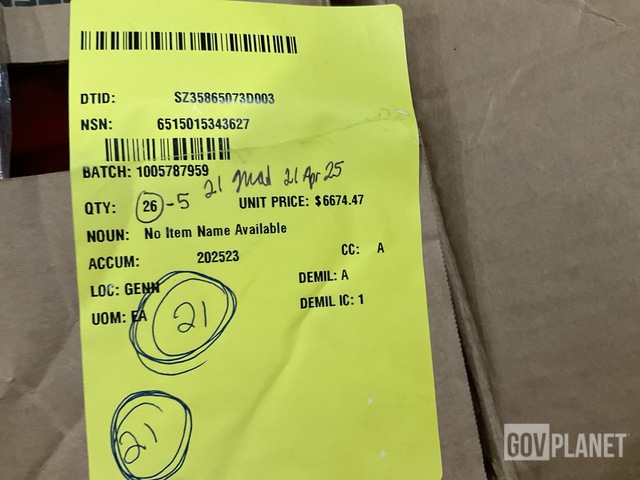 DTID: SZ35865073D003
NSN: 6515015343627
BATCH: 1005787959
21 21 Apr 25
QTY: 26 -5 UNIT PRICE: $6674.47
NOUN: No Item Name Available
ACCUM: 202523 CC: A
LOC: GENN DEMIL: A
UOM: EA DEMIL IC: 1
21
21
GOVPLANET